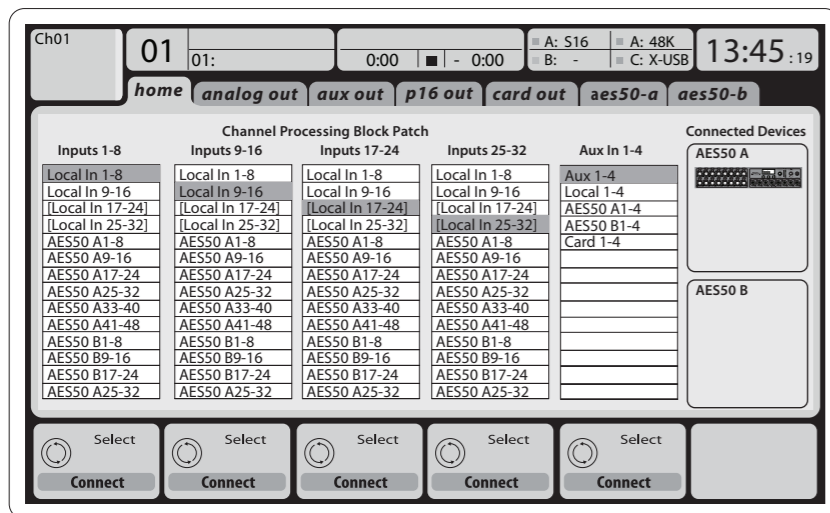 Ch01
01
01:
0:00
- 0:00
A: S16
B: -
A: 48K
C: X-USB
13:45 :19
home
analog out
aux out
p16 out
card out
aes50-a
aes50-b
Channel Processing Block Patch
Connected Devices
Inputs 1-8
Local In 1-8
Local In 9-16
[Local In 17-24]
[Local In 25-32]
AES50 A1-8
AES50 A9-16
AES50 A17-24
AES50 A25-32
AES50 A33-40
AES50 A41-48
AES50 B1-8
AES50 B9-16
AES50 B17-24
AES50 A25-32
Inputs 9-16
Local In 1-8
Local In 9-16
[Local In 17-24]
[Local In 25-32]
AES50 A1-8
AES50 A9-16
AES50 A17-24
AES50 A25-32
AES50 A33-40
AES50 A41-48
AES50 B1-8
AES50 B9-16
AES50 B17-24
AES50 A25-32
Inputs 17-24
Local In 1-8
Local In 9-16
[Local In 17-24]
[Local In 25-32]
AES50 A1-8
AES50 A9-16
AES50 A17-24
AES50 A25-32
AES50 A33-40
AES50 A41-48
AES50 B1-8
AES50 B9-16
AES50 B17-24
AES50 A25-32
Inputs 25-32
Local In 1-8
Local In 9-16
[Local In 17-24]
[Local In 25-32]
AES50 A1-8
AES50 A9-16
AES50 A17-24
AES50 A25-32
AES50 A33-40
AES50 A41-48
AES50 B1-8
AES50 B9-16
AES50 B17-24
AES50 A25-32
Aux In 1-4
Aux 1-4
Local 1-4
AES50 A1-4
AES50 B1-4
Card 1-4
AES50 A
AES50 B
Select
Connect
Select
Connect
Select
Connect
Select
Connect
Select
Connect